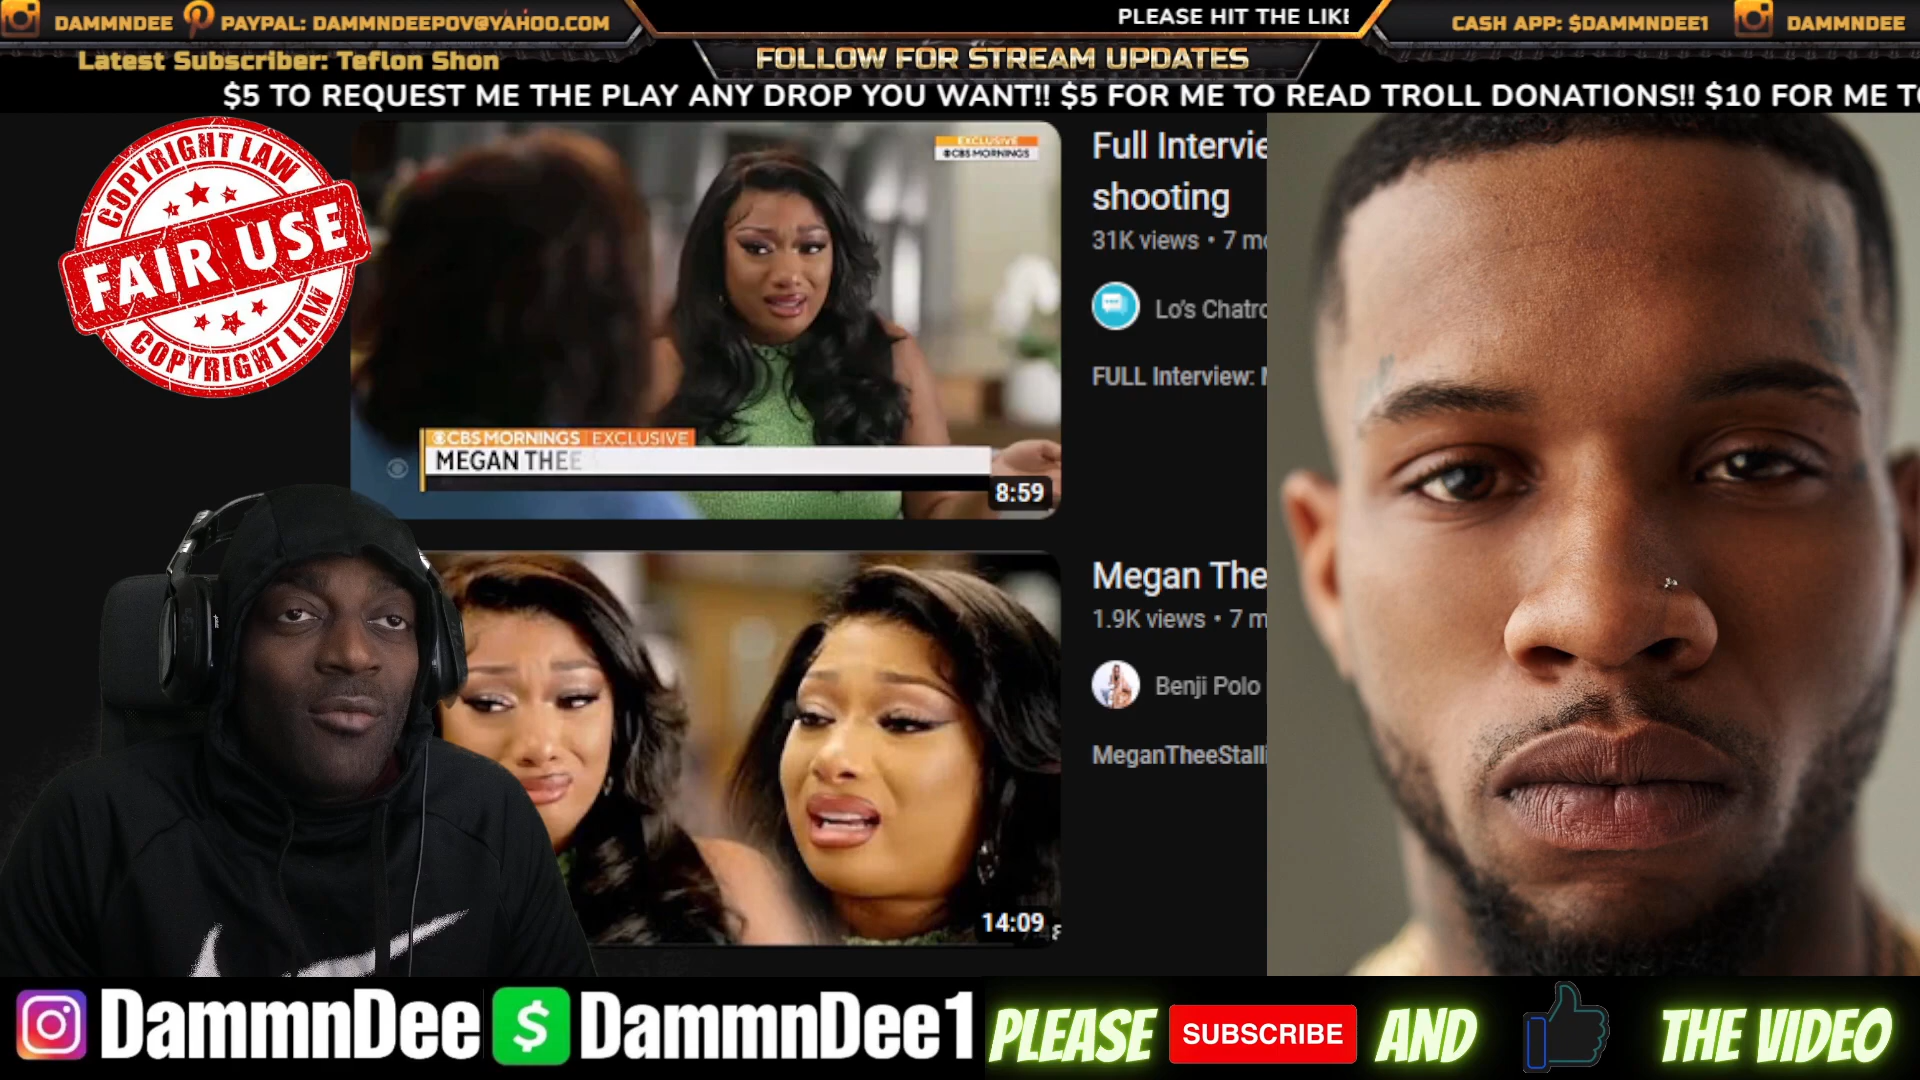 DAMMNDEE
PAYPAL: DAMMNDEEPOV@YAHOO.COM
PLEASE HIT THE LIKE
CASH APP: $DAMMNDEE1
DAMMNDEE
Latest Subscriber: Teflon Shon
FOLLOW FOR STREAM UPDATES
$5 TO REQUEST ME THE PLAY ANY DROP YOU WANT!! $5 FOR ME TO READ TROLL DONATIONS!! $10 FOR ME TO
COPYRIGHT LAW
FAIR USE
COPYRIGHT LAW
EXCLUSIVE
CBS MORNINGS
CBS MORNINGS EXCLUSIVE
MEGAN THEE
8:59
Full Intervie
shooting
31K views • 7 mo
Lo's Chatro
FULL Interview:
14:09
Megan The
1.9K views • 7 m
Benji Polo
MeganTheeStalli
DammnDee
$
DammnDee1
PLEASE
SUBSCRIBE
AND
THE VIDEO